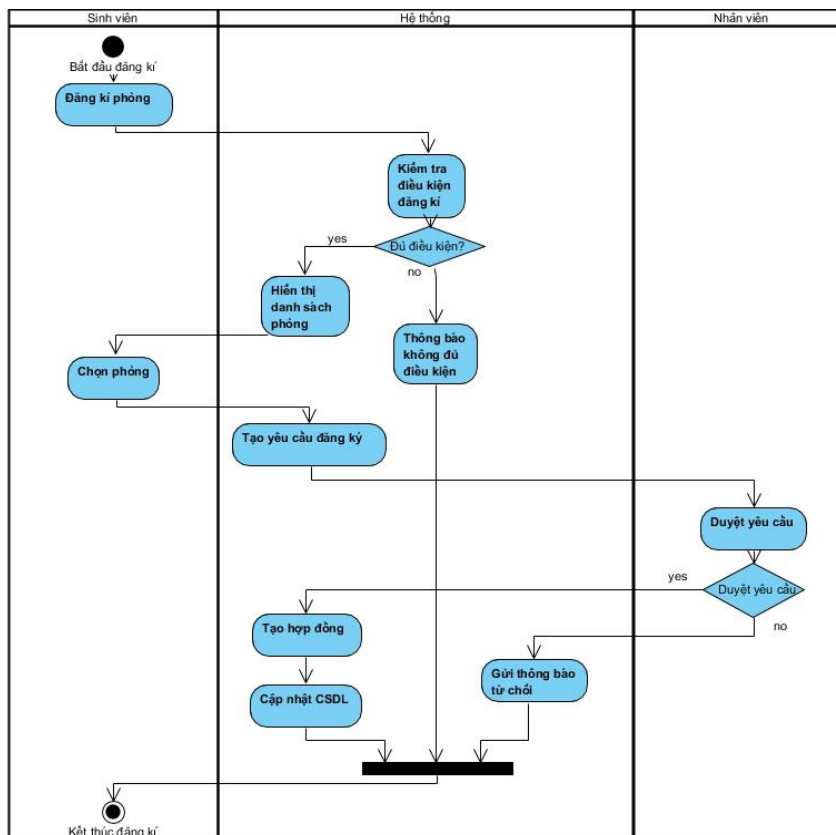 Sinh viên
Hệ thống
Nhân viên
Bắt đầu đăng kí
Đăng kí phòng
Kiểm tra
điều kiện
đăng kí
Đủ điều kiện?
yes
no
Hiển thị
danh sách
phòng
Thông báo
không đủ
điều kiện
Chọn phòng
Tạo yêu cầu đăng ký
Duyệt yêu cầu
Duyệt yêu cầu
yes
no
Tạo hợp đồng
Gửi thông báo
từ chối
Cập nhật CSDL
Kết thúc đăng kí